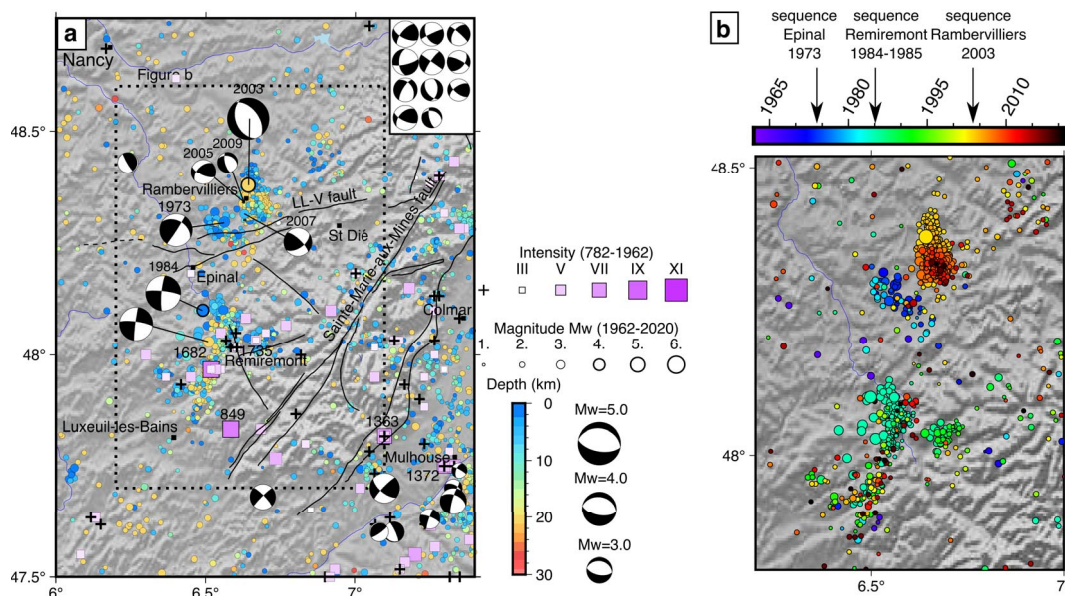 a
Nancy
Figure b
48.5°
2003
2009
2005
Rambervilliers
1973
LL-V fault
2007
St Dié
Sainte-Marie-aux-Mines fault
1984
Epinal
Colmar
48°
1682
1735
Remiremont
849
1363
Luxeuil-les-Bains
Mulhouse
1372
47.5°
6°
6.5°
7°
Intensity (782-1962)
III V VII IX XI
Magnitude Mw (1962-2020)
1. 2. 3. 4. 5. 6.
Depth (km)
0
10
20
30
Mw=5.0
Mw=4.0
Mw=3.0
b
sequence
Epinal
1973
sequence
Remiremont
1984-1985
sequence
Rambervilliers
2003
1965
1980
1995
2010
48.5°
48°
6.5°
7°